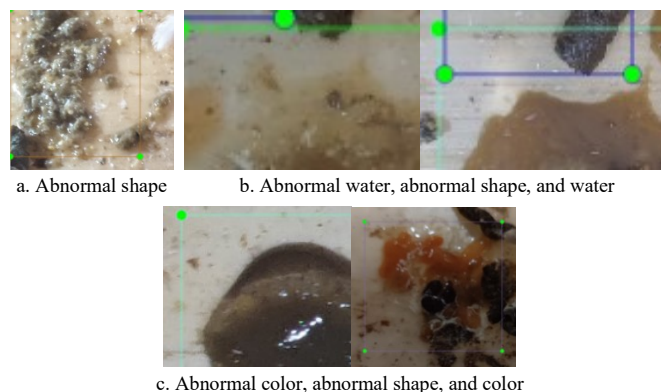 a. Abnormal shape
b. Abnormal water, abnormal shape, and water
c. Abnormal color, abnormal shape, and color